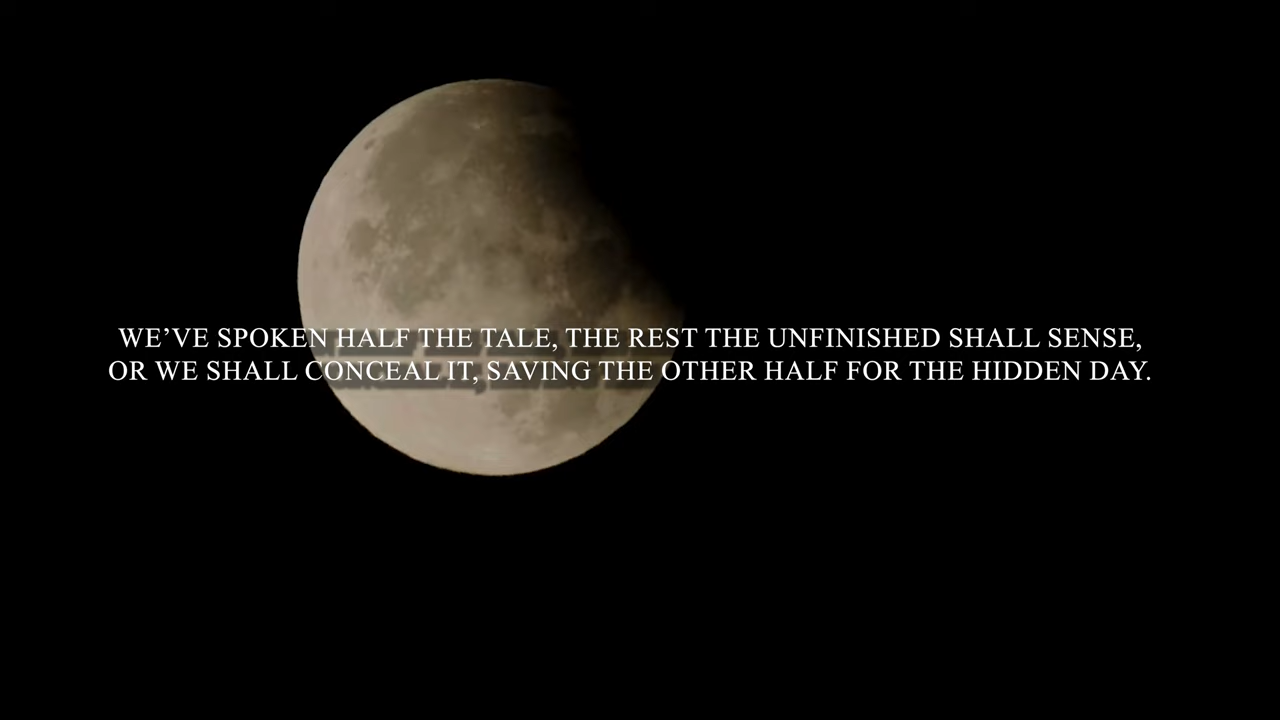 WE’VE SPOKEN HALF THE TALE, THE REST THE UNFINISHED SHALL SENSE,
OR WE SHALL CONCEAL IT, SAVING THE OTHER HALF FOR THE HIDDEN DAY.